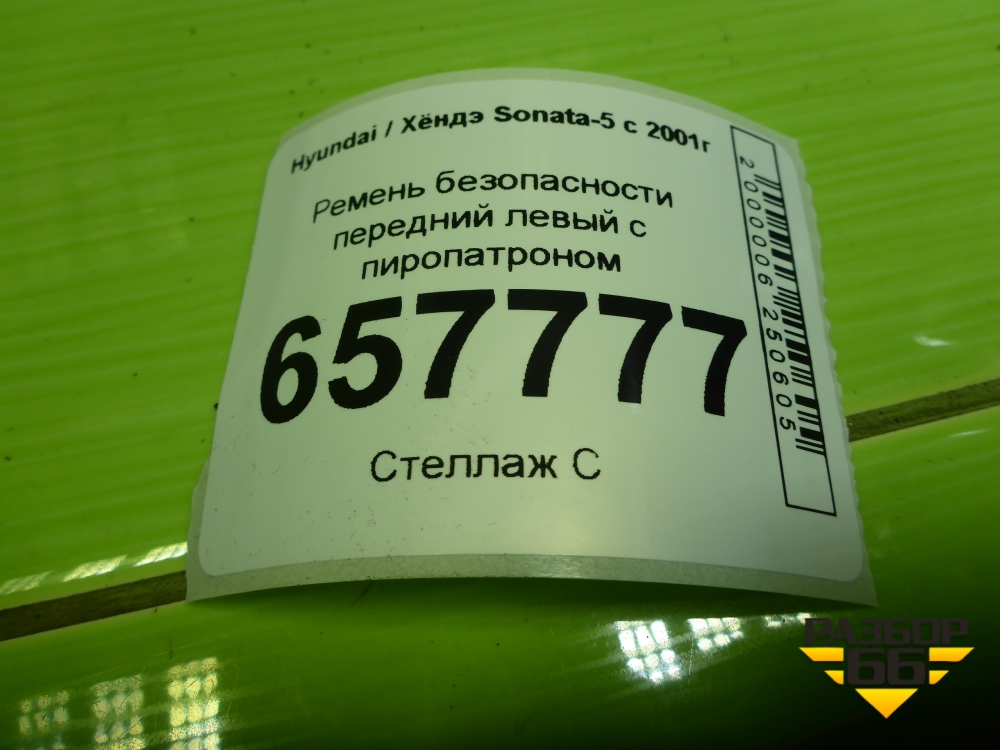 Hyundai / Хёндэ Sonata-5 с 2001г
Ремень безопасности
передний левый с
пиропатроном
657777
Стеллаж С
2000006250605
РАЗБОР
66